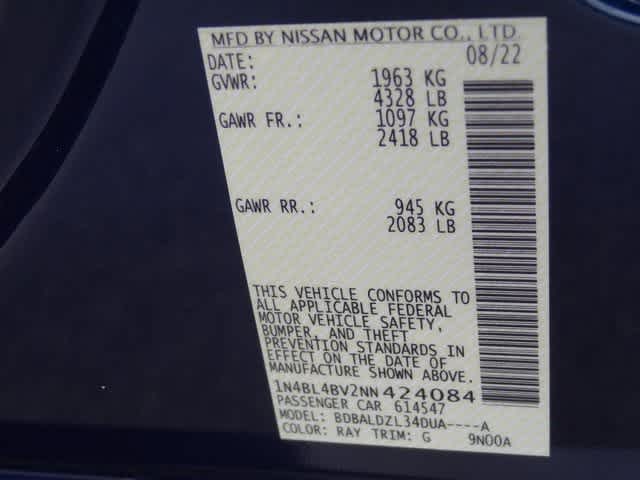 MFD BY NISSAN MOTOR CO., LTD.
DATE: 08/22
GVWR: 1963 KG
4328 LB
GAWR FR.: 1097 KG
2418 LB
GAWR RR.: 945 KG
2083 LB
THIS VEHICLE CONFORMS TO
ALL APPLICABLE FEDERAL
MOTOR VEHICLE SAFETY,
BUMPER, AND THEFT
PREVENTION STANDARDS IN
EFFECT ON THE DATE OF
MANUFACTURE SHOWN ABOVE.
1N4BL4BV2NN424084
PASSENGER CAR 614547
MODEL: BDBALDZL34DUA----A
COLOR: RAY TRIM: G 9N00A